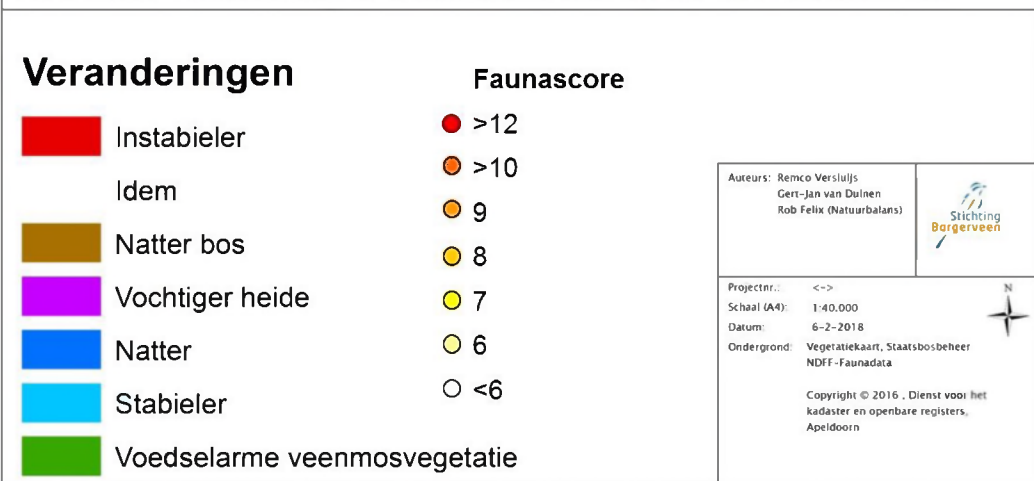 Veranderingen
Instabieler
Idem
Natter bos
Vochtiger heide
Natter
Stabieler
Voedselarme veenmosvegetatie
Faunascore
>12
>10
9
8
7
6
<6
Auteurs: Remco Versluijs
Gert-Jan van Duinen
Rob Felix (Natuurbalans)
Stichting
Bargerveen
Projectnr.: <->
Schaal (A4): 1:40.000
Datum: 6-2-2018
Ondergrond: Vegetatiekaart, Staatsbosbeheer
NDFF-Faunadata
Copyright © 2016 , Dienst voor het
kadaster en openbare registers,
Apeldoorn
N